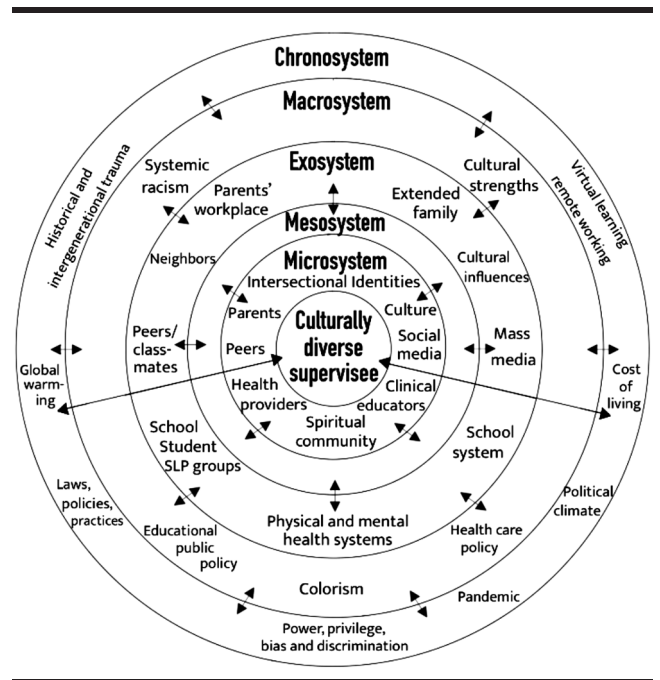 Chronosystem
Macrosystem
Historical and
intergenerational trauma
Virtual learning
remote working
Exosystem
Systemic
racism
Parents'
workplace
Extended
family
Cultural
strengths
Mesosystem
Neighbors
Cultural
influences
Microsystem
Intersectional Identities
Parents
Culture
Culturally
diverse
supervisee
Peers/
class-
mates
Peers
Social
media
Mass
media
Global
warm-
ing
Cost
of
living
Health
providers
Clinical
educators
Spiritual
community
School
Student
SLP groups
School
system
Laws,
policies,
practices
Political
climate
Physical and mental
health systems
Educational
public
policy
Health care
policy
Colorism
Pandemic
Power, privilege,
bias and discrimination